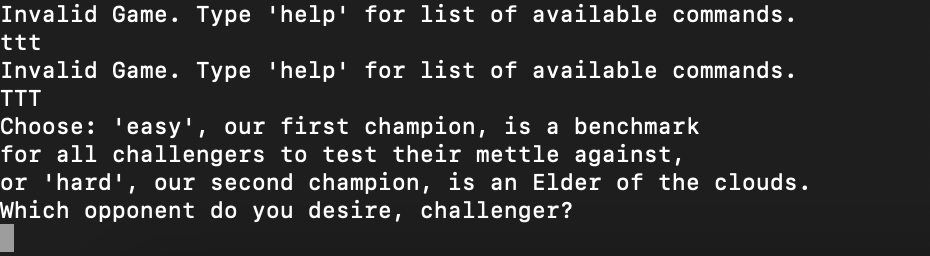 Invalid Game. Type 'help' for list of available commands.
ttt
Invalid Game. Type 'help' for list of available commands.
TTT
Choose: 'easy', our first champion, is a benchmark
for all challengers to test their mettle against,
or 'hard', our second champion, is an Elder of the clouds.
Which opponent do you desire, challenger?